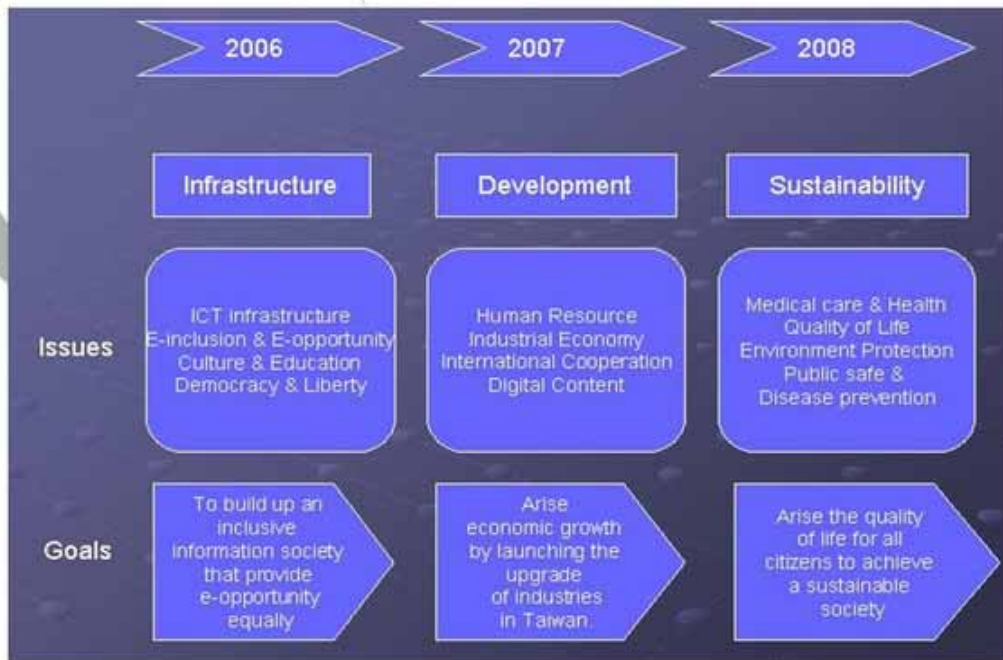 2006
2007
2008
Infrastructure
Development
Sustainability
Issues
ICT infrastructure
E-inclusion & E-opportunity
Culture & Education
Democracy & Liberty
Human Resource
Industrial Economy
International Cooperation
Digital Content
Medical care & Health
Quality of Life
Environment Protection
Public safe &
Disease prevention
Goals
To build up an
inclusive
information society
that provide
e-opportunity
equally
Arise
economic growth
by launching the
upgrade
of industries
in Taiwan.
Arise the quality
of life for all
citizens to achieve
a sustainable
society